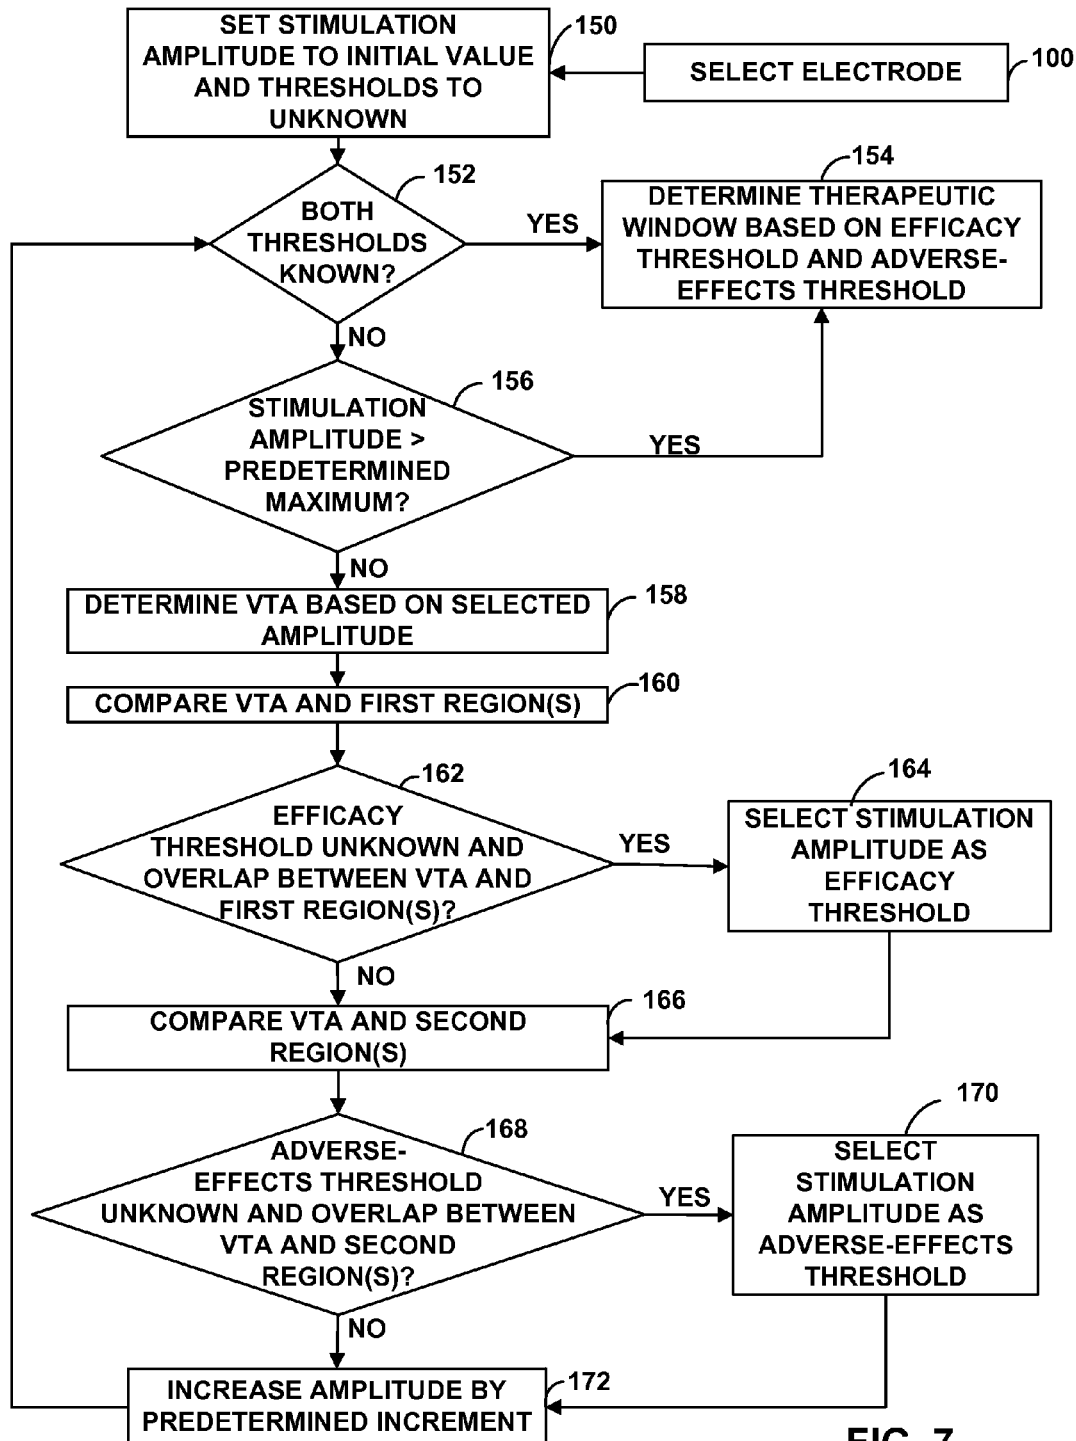 SET STIMULATION
AMPLITUDE TO INITIAL VALUE
AND THRESHOLDS TO
UNKNOWN
150
SELECT ELECTRODE
100
152
BOTH
THRESHOLDS
KNOWN?
YES
154
DETERMINE THERAPEUTIC
WINDOW BASED ON EFFICACY
THRESHOLD AND ADVERSE-
EFFECTS THRESHOLD
NO
156
STIMULATION
AMPLITUDE >
PREDETERMINED
MAXIMUM?
YES
NO
DETERMINE VTA BASED ON SELECTED
AMPLITUDE
158
COMPARE VTA AND FIRST REGION(S)
160
162
EFFICACY
THRESHOLD UNKNOWN AND
OVERLAP BETWEEN VTA AND
FIRST REGION(S)?
YES
164
SELECT STIMULATION
AMPLITUDE AS
EFFICACY
THRESHOLD
NO
COMPARE VTA AND SECOND
REGION(S)
166
168
ADVERSE-
EFFECTS THRESHOLD
UNKNOWN AND OVERLAP BETWEEN
VTA AND SECOND
REGION(S)?
YES
170
SELECT
STIMULATION
AMPLITUDE AS
ADVERSE-EFFECTS
THRESHOLD
NO
INCREASE AMPLITUDE BY
PREDETERMINED INCREMENT
172
FIG. 7